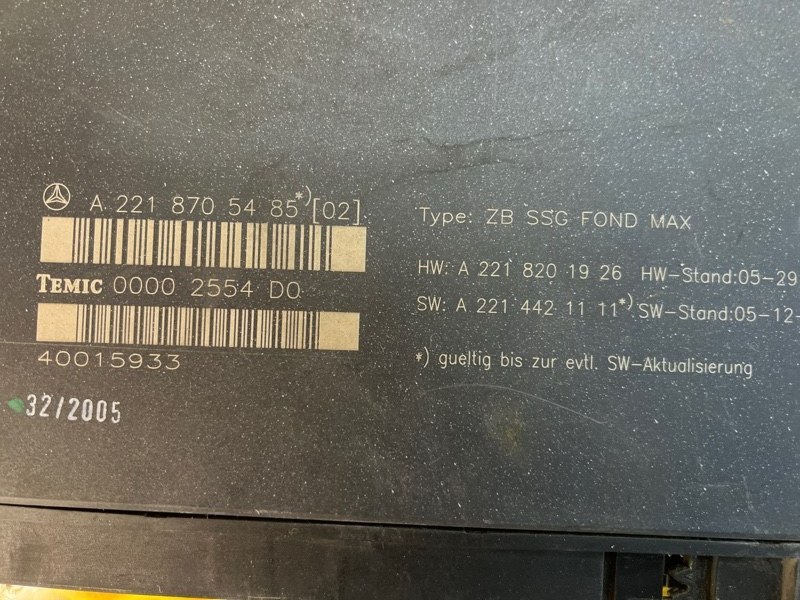 A 221 870 54 85*)[02]
TEMIC 0000 2554 D0
40015933
32/2005
Type: ZB SSG FOND MAX
HW: A 221 820 19 26 HW-Stand:05-29
SW: A 221 442 11 11*) SW-Stand:05-12-
*) gueltig bis zur evtl. SW-Aktualisierung